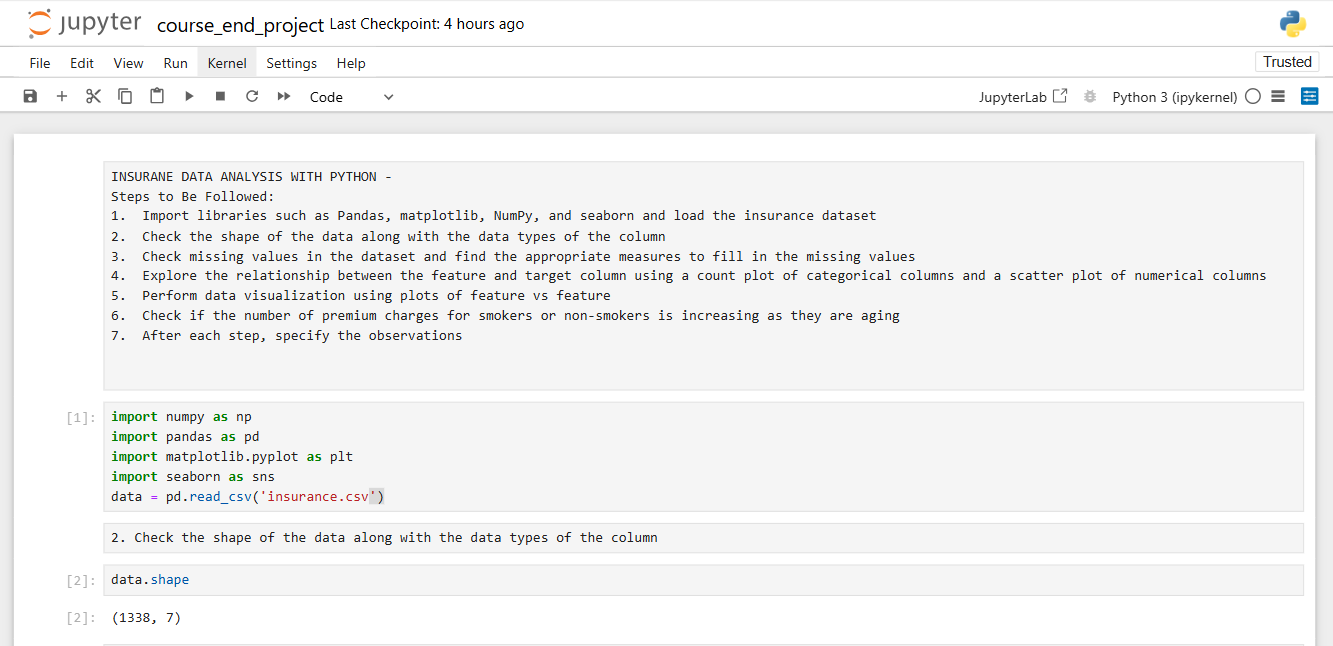 jupyter course_end_project Last Checkpoint: 4 hours ago
File Edit View Run Kernel Settings Help Trusted
Code JupyterLab Python 3 (ipykernel)
INSURANE DATA ANALYSIS WITH PYTHON -
Steps to Be Followed:
1. Import libraries such as Pandas, matplotlib, NumPy, and seaborn and load the insurance dataset
2. Check the shape of the data along with the data types of the column
3. Check missing values in the dataset and find the appropriate measures to fill in the missing values
4. Explore the relationship between the feature and target column using a count plot of categorical columns and a scatter plot of numerical columns
5. Perform data visualization using plots of feature vs feature
6. Check if the number of premium charges for smokers or non-smokers is increasing as they are aging
7. After each step, specify the observations
[1]: import numpy as np
import pandas as pd
import matplotlib.pyplot as plt
import seaborn as sns
data = pd.read_csv('insurance.csv')
2. Check the shape of the data along with the data types of the column
[2]: data.shape
[2]: (1338, 7)